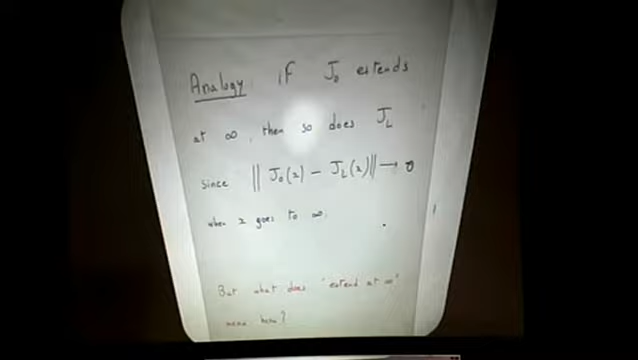 Analogy: if J₀ extends
at ∞, then so does J_L
since || J₀(x) − J_L(x) || → 0
when x goes to ∞.
But what does "extend at ∞"
mean here?